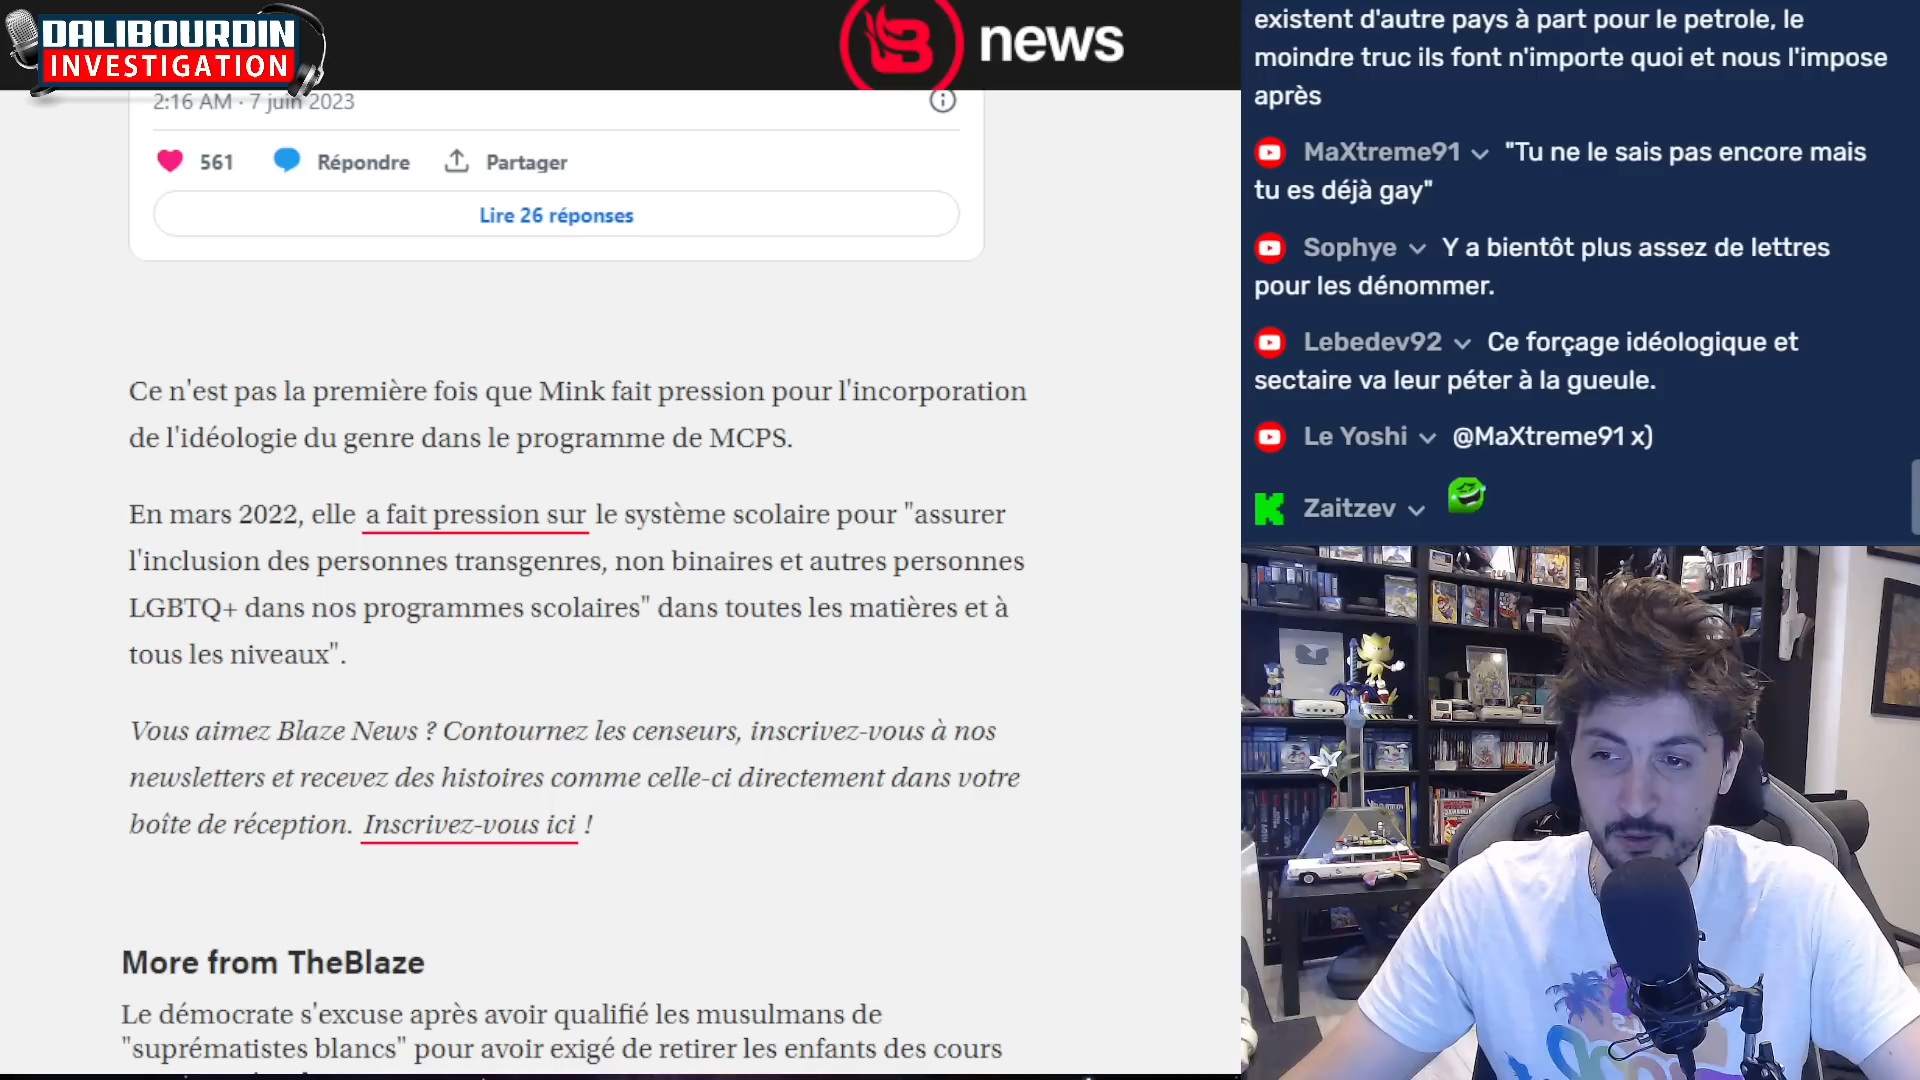 DALIBOURDIN
INVESTIGATION
B news
2:16 AM · 7 juin 2023
561 Répondre Partager
Lire 26 réponses
Ce n'est pas la première fois que Mink fait pression pour l'incorporation
de l'idéologie du genre dans le programme de MCPS.
En mars 2022, elle a fait pression sur le système scolaire pour "assurer
l'inclusion des personnes transgenres, non binaires et autres personnes
LGBTQ+ dans nos programmes scolaires" dans toutes les matières et à
tous les niveaux".
Vous aimez Blaze News ? Contournez les censeurs, inscrivez-vous à nos
newsletters et recevez des histoires comme celle-ci directement dans votre
boîte de réception. Inscrivez-vous ici !
More from TheBlaze
Le démocrate s'excuse après avoir qualifié les musulmans de
"suprématistes blancs" pour avoir exigé de retirer les enfants des cours
existent d'autre pays à part pour le petrole, le
moindre truc ils font n'importe quoi et nous l'impose
après
MaXtreme91 "Tu ne le sais pas encore mais
tu es déjà gay"
Sophye Y a bientôt plus assez de lettres
pour les dénommer.
Lebedev92 Ce forçage idéologique et
sectaire va leur péter à la gueule.
Le Yoshi @MaXtreme91 x)
Zaitzev